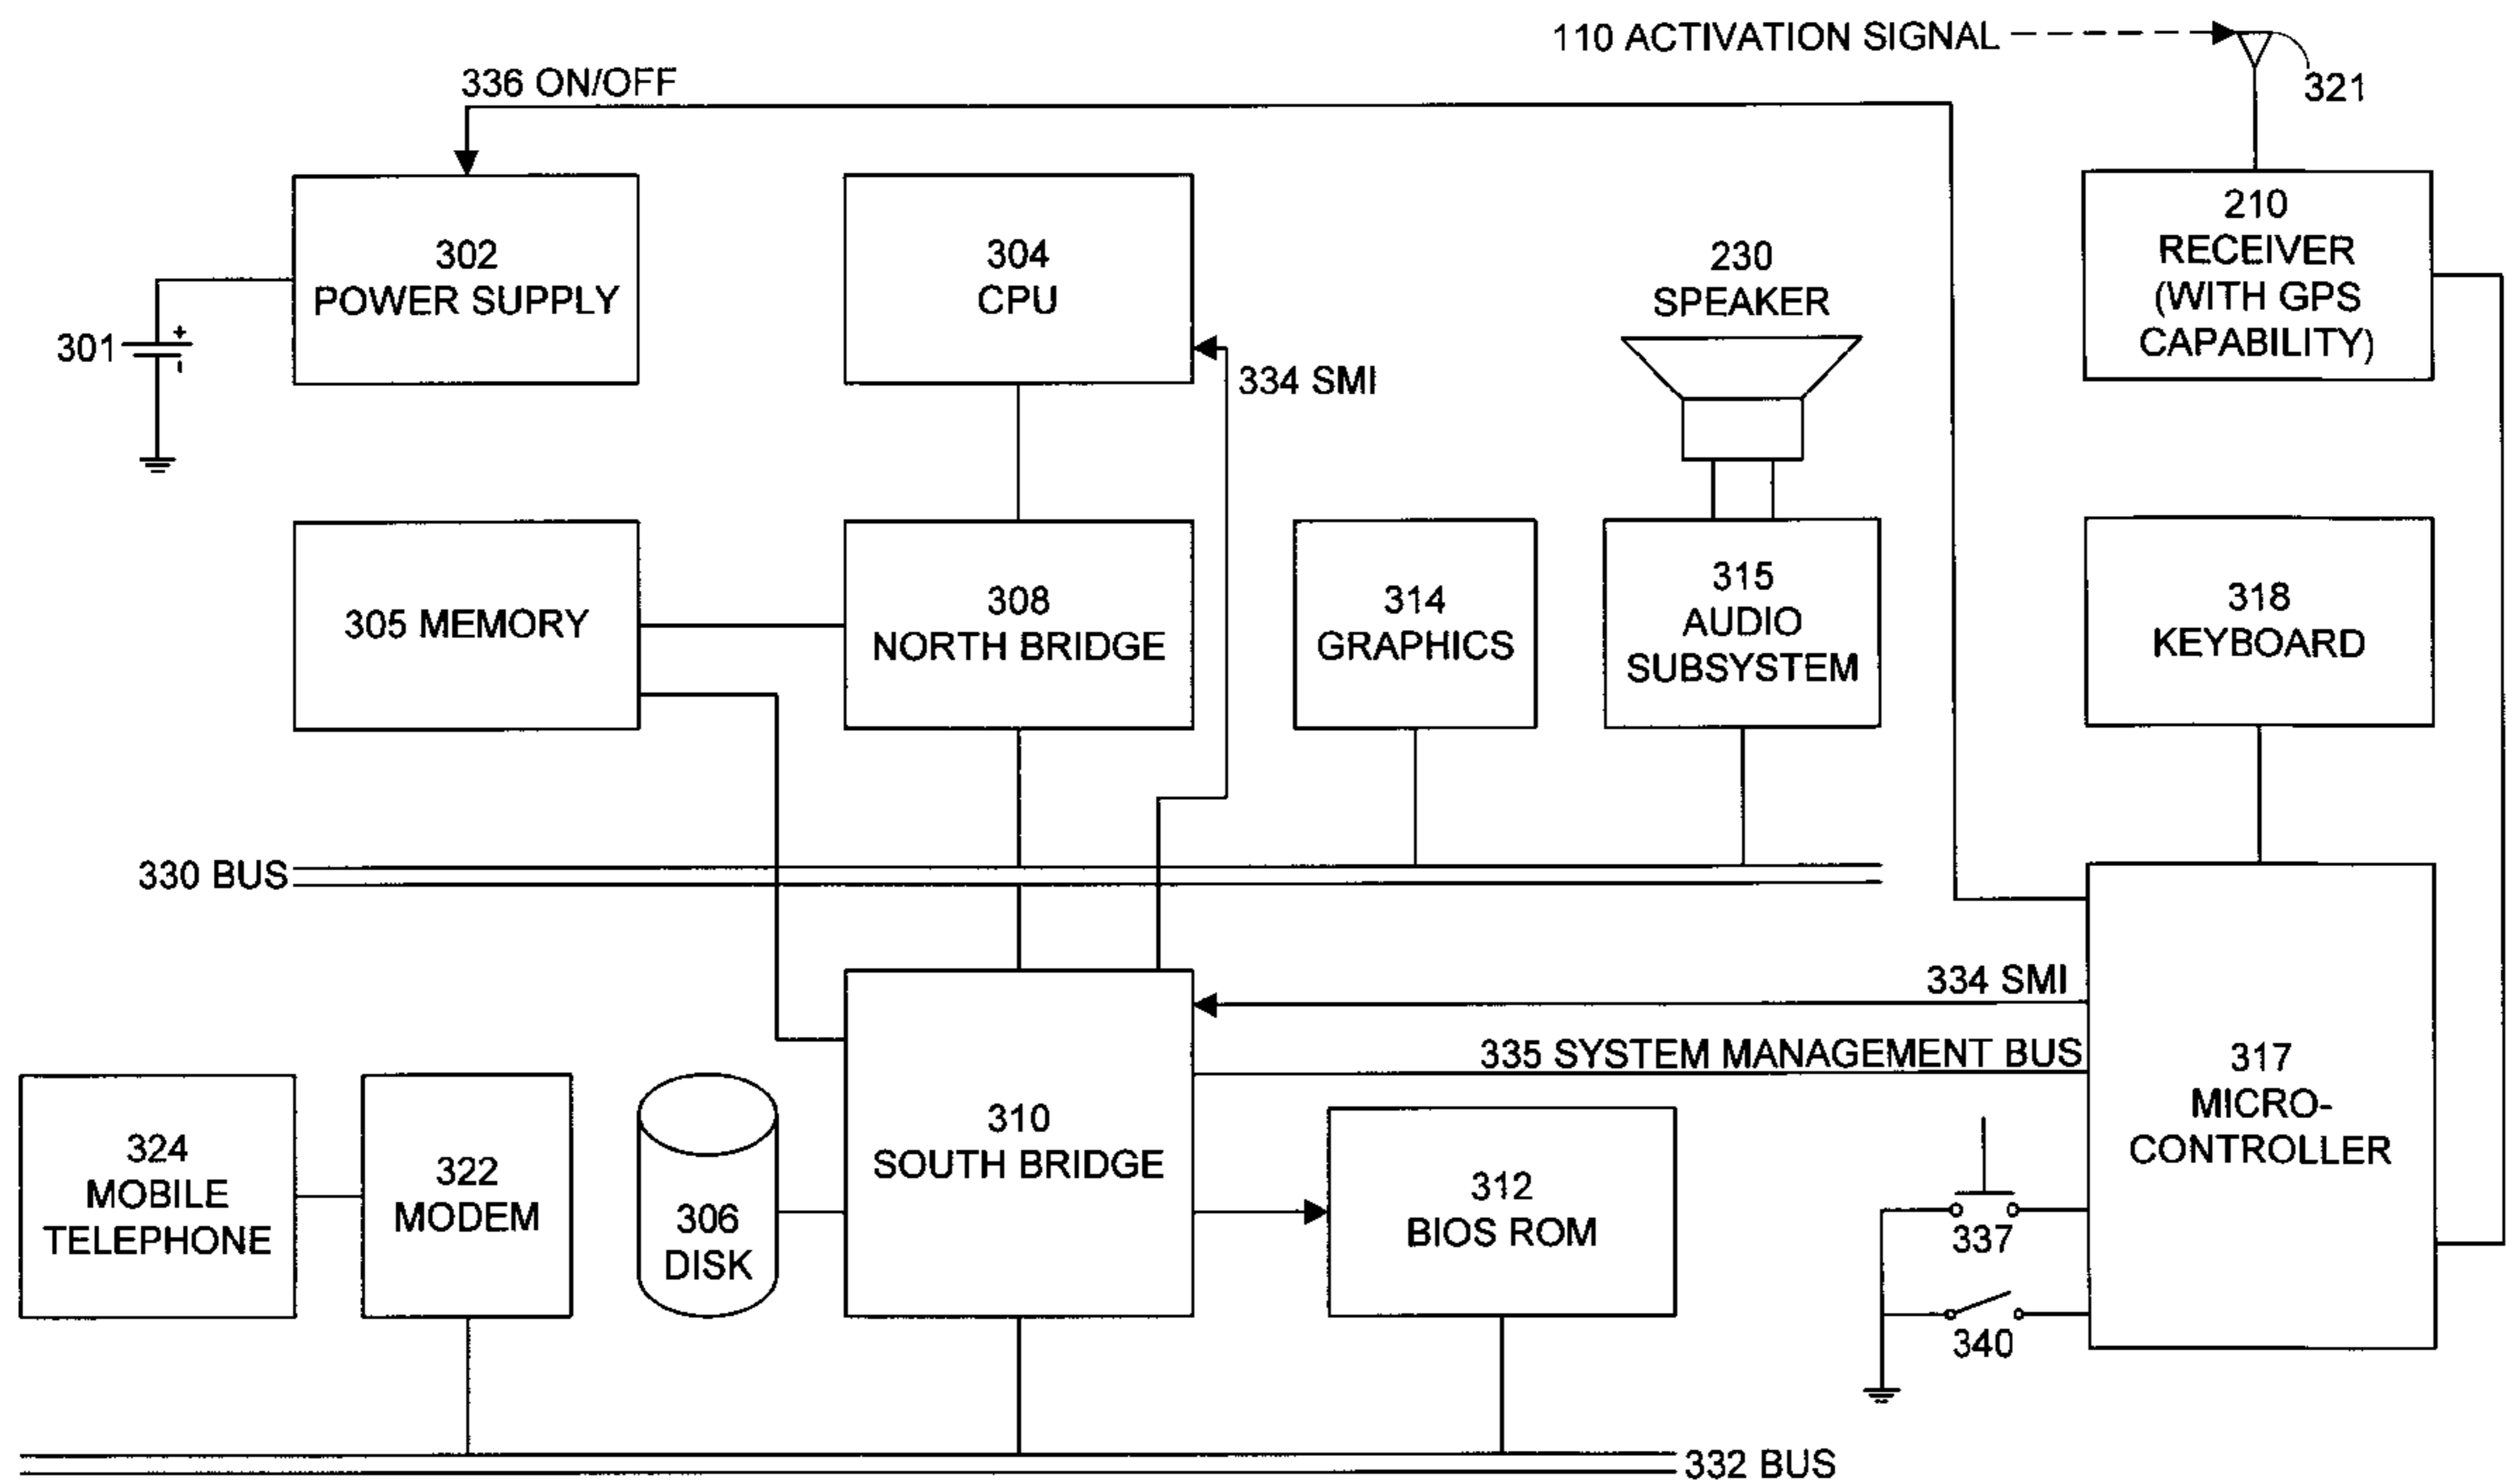 110 ACTIVATION SIGNAL
321
336 ON/OFF
302
POWER SUPPLY
301
+
-
304
CPU
334 SMI
230
SPEAKER
210
RECEIVER
(WITH GPS
CAPABILITY)
305 MEMORY
308
NORTH BRIDGE
314
GRAPHICS
315
AUDIO
SUBSYSTEM
318
KEYBOARD
330 BUS
334 SMI
335 SYSTEM MANAGEMENT BUS
317
MICRO-
CONTROLLER
324
MOBILE
TELEPHONE
322
MODEM
306
DISK
310
SOUTH BRIDGE
312
BIOS ROM
337
340
332 BUS